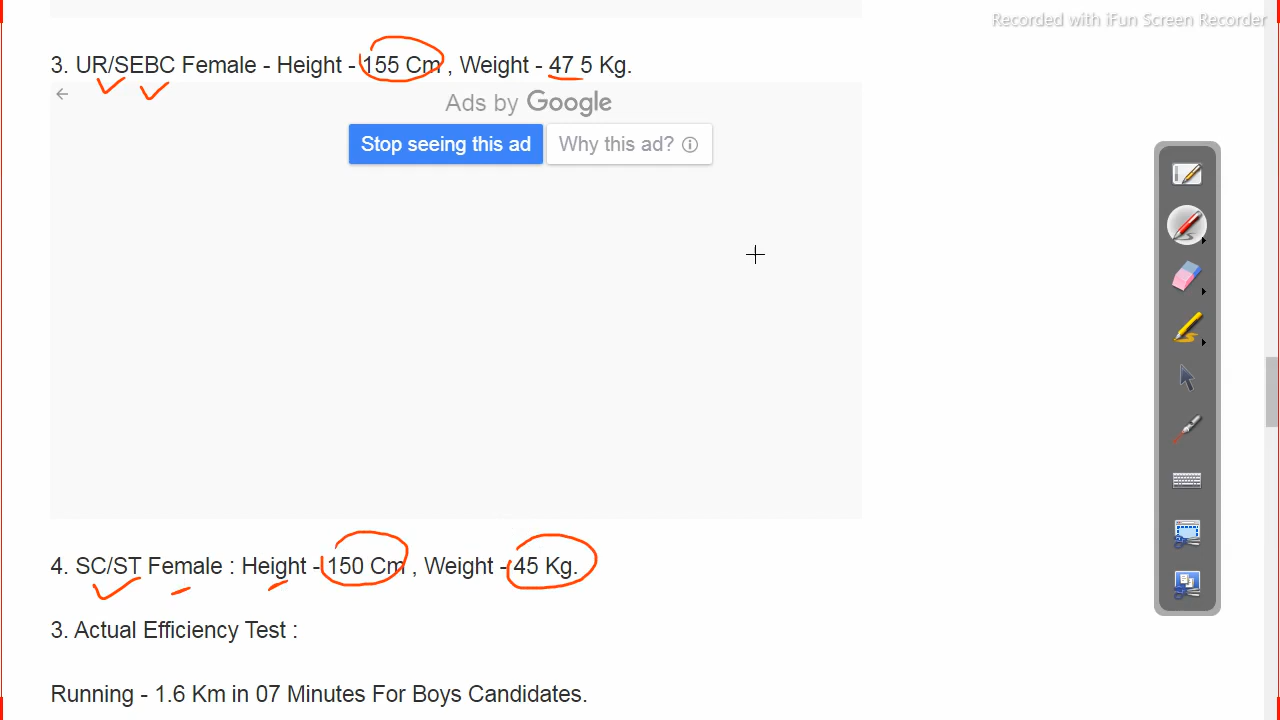 Recorded with iFun Screen Recorder
3. UR/SEBC Female - Height - 155 Cm , Weight - 47 5 Kg.
Ads by Google
Stop seeing this ad
Why this ad?
4. SC/ST Female : Height - 150 Cm , Weight - 45 Kg.
3. Actual Efficiency Test :
Running - 1.6 Km in 07 Minutes For Boys Candidates.